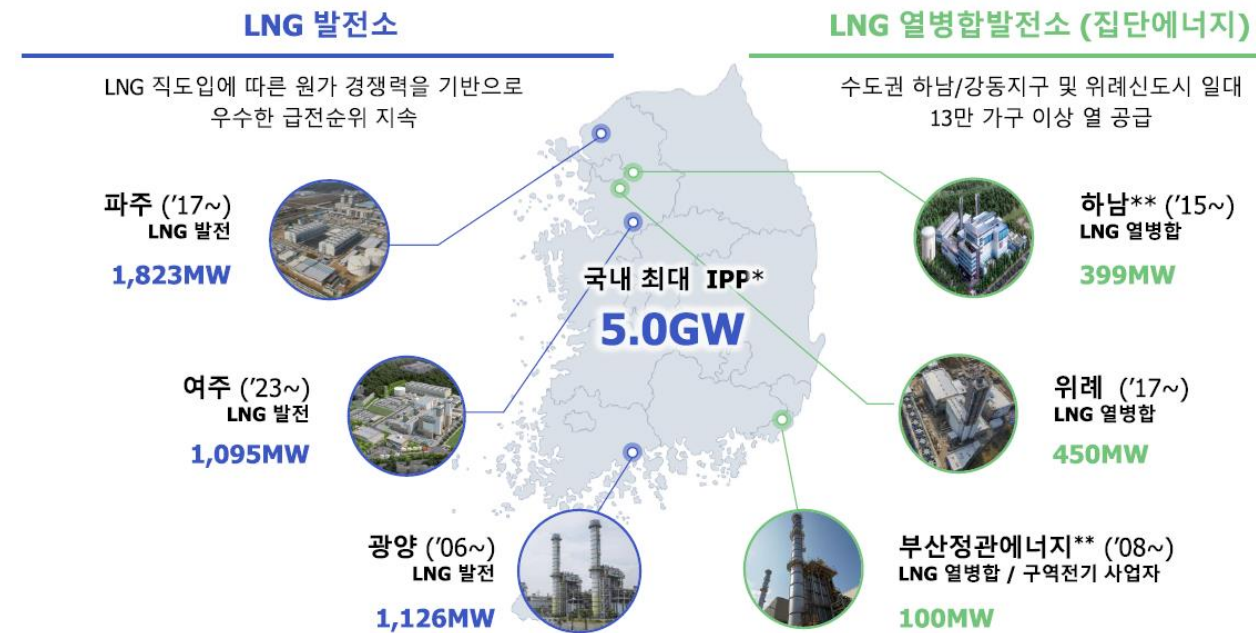 LNG 발전소
LNG 직도입에 따른 원가 경쟁력을 기반으로
우수한 급전순위 지속
파주 ('17~)
LNG 발전
1,823MW
여주 ('23~)
LNG 발전
1,095MW
광양 ('06~)
LNG 발전
1,126MW
국내 최대 IPP*
5.0GW
LNG 열병합발전소 (집단에너지)
수도권 하남/강동지구 및 위례신도시 일대
13만 가구 이상 열 공급
하남** ('15~)
LNG 열병합
399MW
위례 ('17~)
LNG 열병합
450MW
부산정관에너지** ('08~)
LNG 열병합 / 구역전기 사업자
100MW